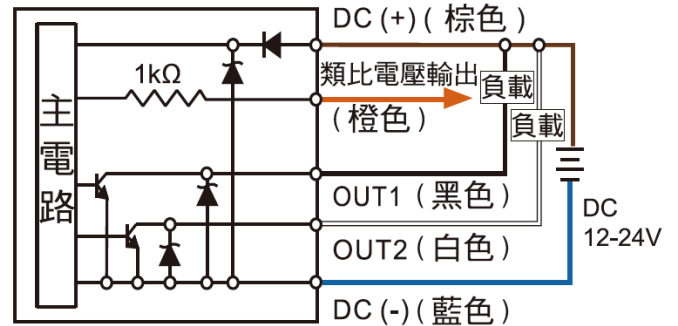 DC (+) ( 棕色 )
1kΩ
類比電壓輸出
( 橙色 )
負載
負載
主電路
OUT1 ( 黑色 )
OUT2 ( 白色 )
DC
12-24V
DC (-) ( 藍色 )